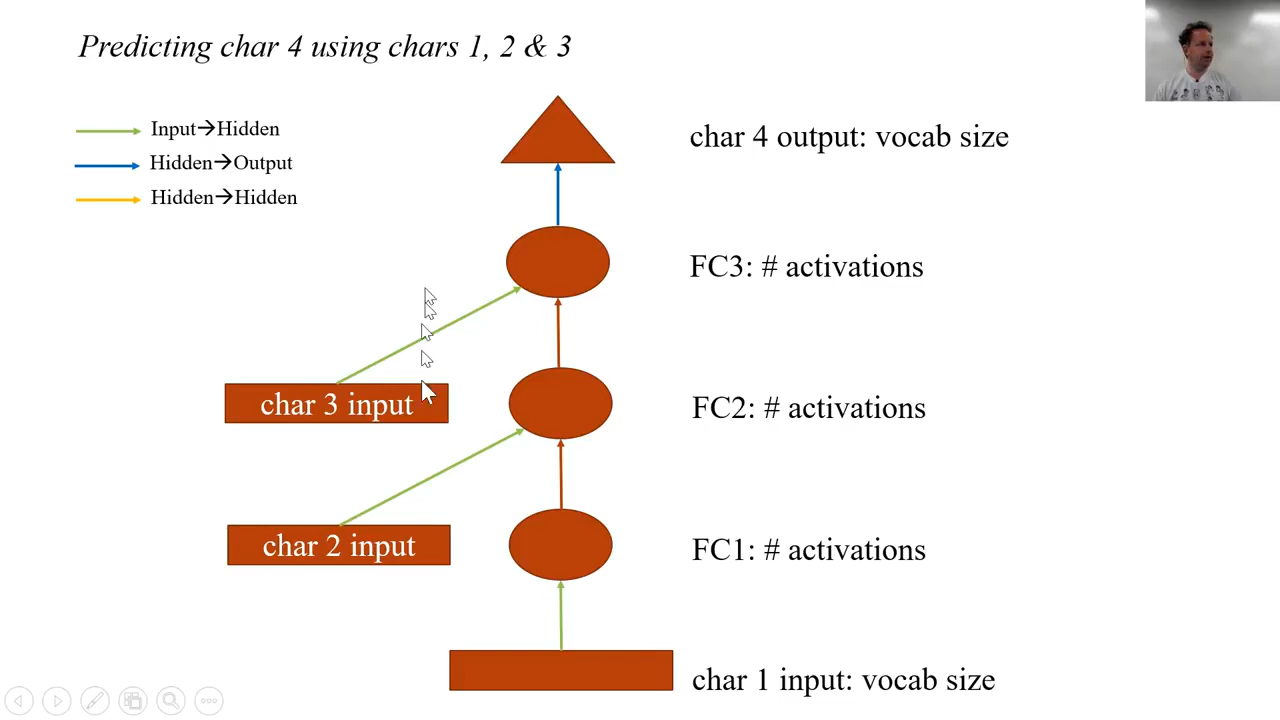 Predicting char 4 using chars 1, 2 & 3
Input→Hidden
Hidden→Output
Hidden→Hidden
char 4 output: vocab size
FC3: # activations
char 3 input
FC2: # activations
char 2 input
FC1: # activations
char 1 input: vocab size